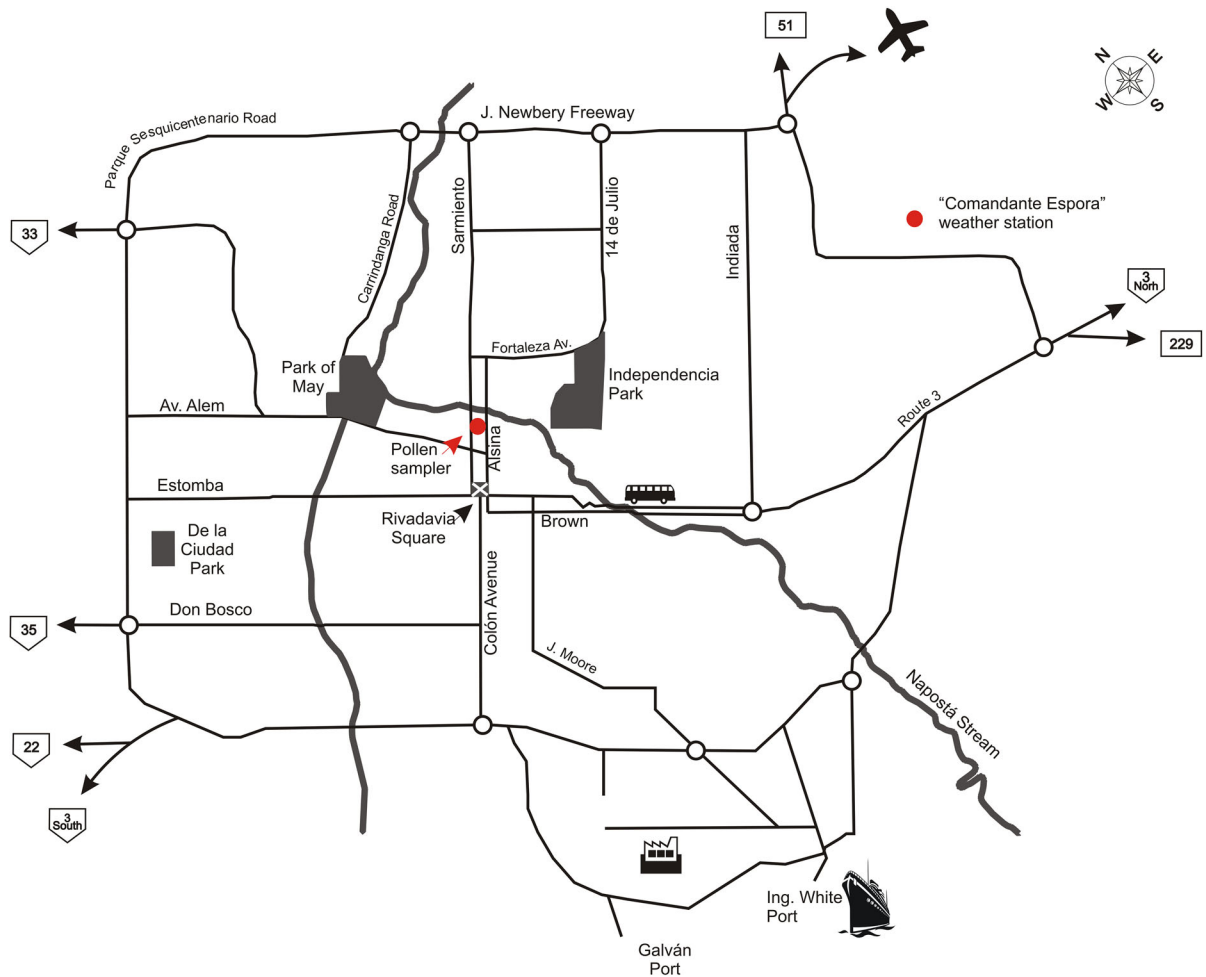 51
N
E
W
S
J. Newbery Freeway
Parque Sesquicentenario Road
"Comandante Espora"
weather station
33
Carrindanga Road
Sarmiento
14 de Julio
Indiada
3
Norh
229
Fortaleza Av.
Park of
May
Independencia
Park
Av. Alem
Route 3
Pollen
sampler
Alsina
Estomba
Rivadavia
Square
Brown
De la
Ciudad
Park
Don Bosco
35
Colón Avenue
J. Moore
Napostá Stream
22
3
South
Ing. White
Port
Galván
Port